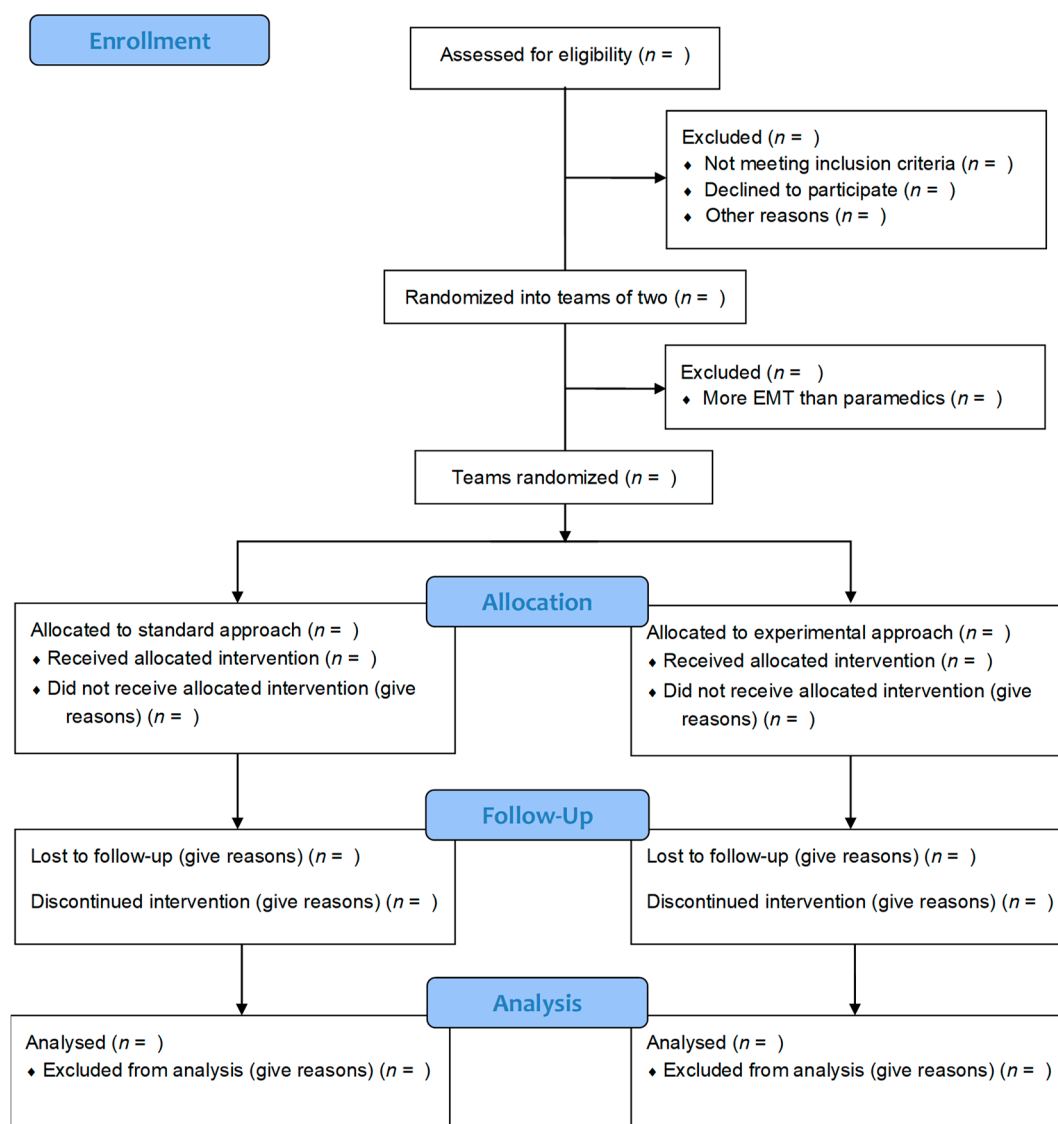 Enrollment
Assessed for eligibility (n = )
Excluded (n = )
♦ Not meeting inclusion criteria (n = )
♦ Declined to participate (n = )
♦ Other reasons (n = )
Randomized into teams of two (n = )
Excluded (n = )
♦ More EMT than paramedics (n = )
Teams randomized (n = )
Allocation
Allocated to standard approach (n = )
♦ Received allocated intervention (n = )
♦ Did not receive allocated intervention (give
reasons) (n = )
Allocated to experimental approach (n = )
♦ Received allocated intervention (n = )
♦ Did not receive allocated intervention (give
reasons) (n = )
Follow-Up
Lost to follow-up (give reasons) (n = )
Discontinued intervention (give reasons) (n = )
Lost to follow-up (give reasons) (n = )
Discontinued intervention (give reasons) (n = )
Analysis
Analysed (n = )
♦ Excluded from analysis (give reasons) (n = )
Analysed (n = )
♦ Excluded from analysis (give reasons) (n = )